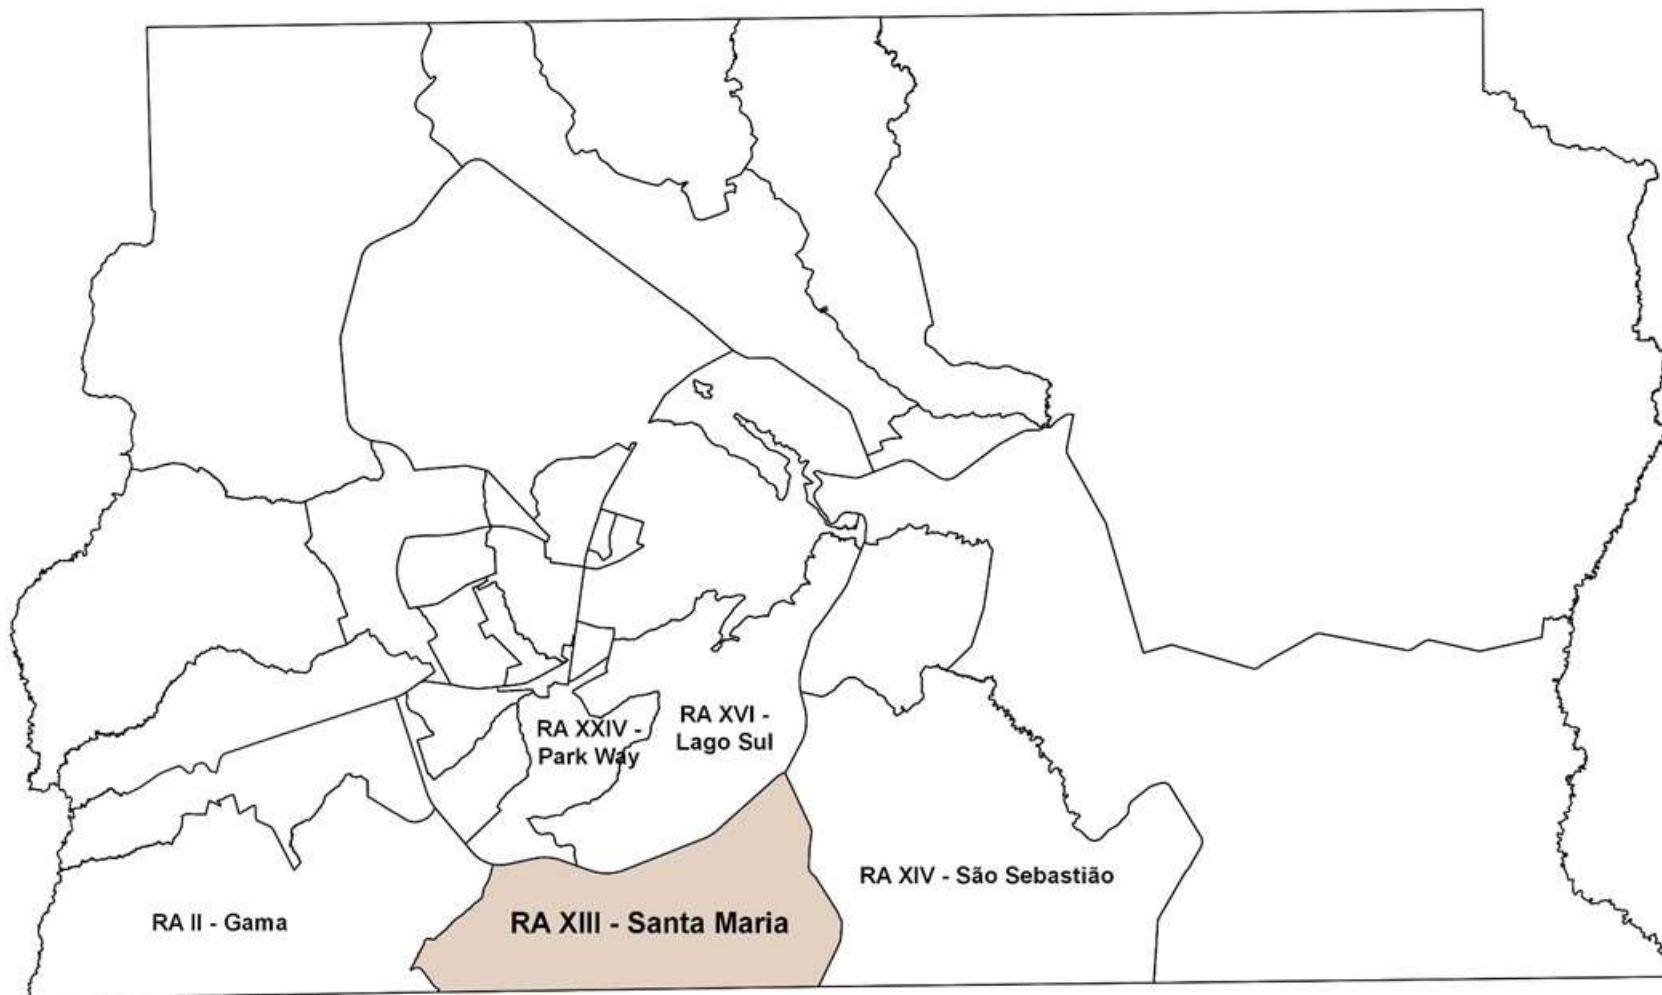 RA XXIV -
Park Way
RA XVI -
Lago Sul
RA XIV - São Sebastião
RA II - Gama
RA XIII - Santa Maria